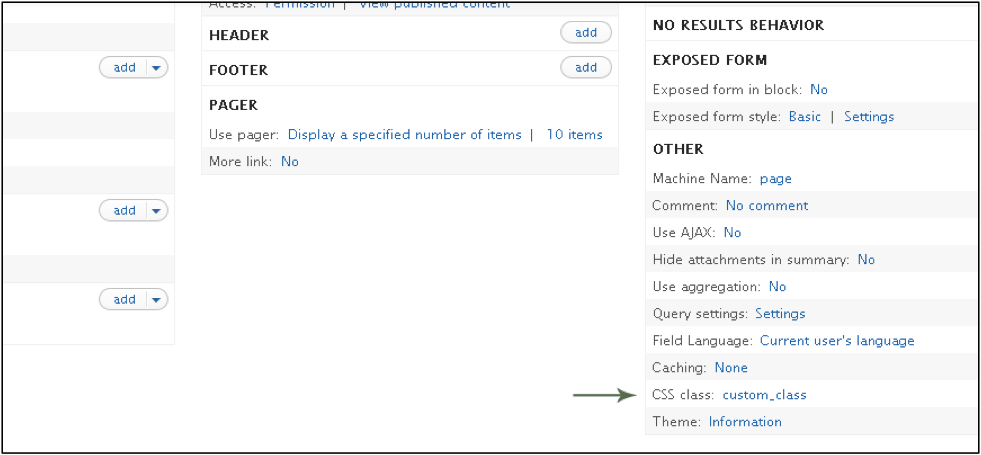 add
add
add
Access: Permission | View published content
HEADER add
FOOTER add
PAGER
Use pager: Display a specified number of items | 10 items
More link: No
NO RESULTS BEHAVIOR
EXPOSED FORM
Exposed form in block: No
Exposed form style: Basic | Settings
OTHER
Machine Name: page
Comment: No comment
Use AJAX: No
Hide attachments in summary: No
Use aggregation: No
Query settings: Settings
Field Language: Current user's language
Caching: None
CSS class: custom_class
Theme: Information